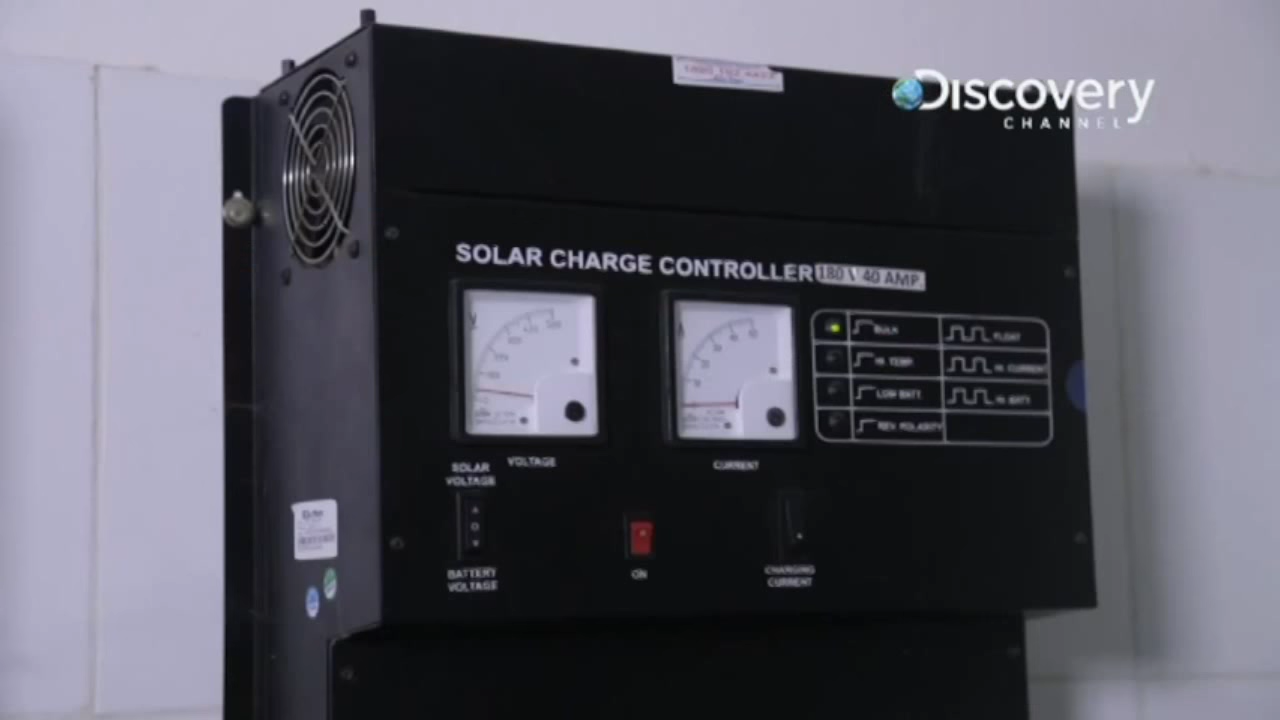 DISCOVERY
CHANNEL
SOLAR CHARGE CONTROLLER 180 V 40 AMP.
BULK FLOAT
HI TEMP. HI CURRENT
LOW BATT. HI BATT
REV POLARITY
VOLTAGE
CURRENT
SOLAR
VOLTAGE
BATTERY
VOLTAGE
ON
CHARGING
CURRENT